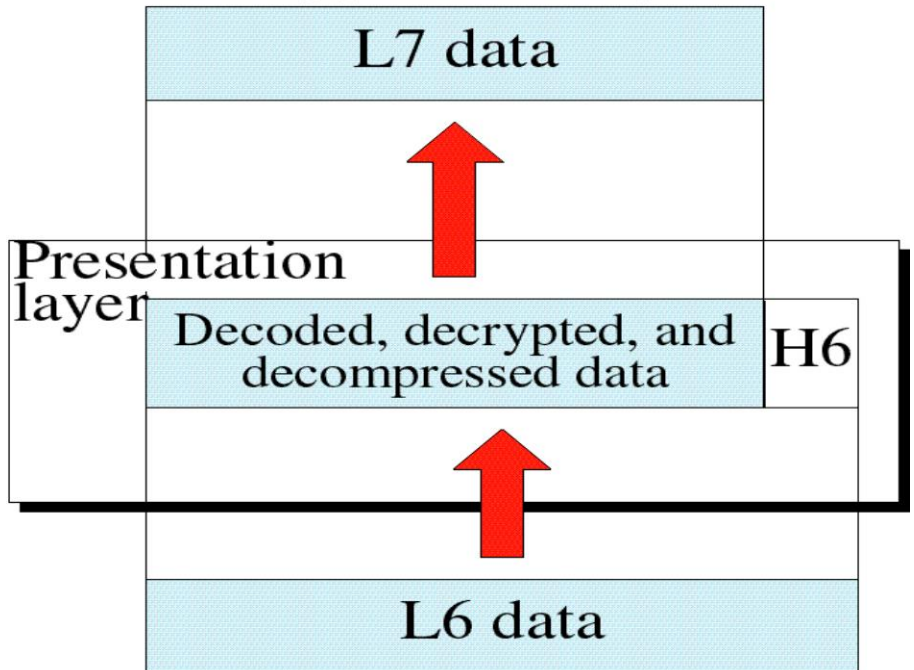 L7 data
Presentation
layer
Decoded, decrypted, and
decompressed data
H6
L6 data